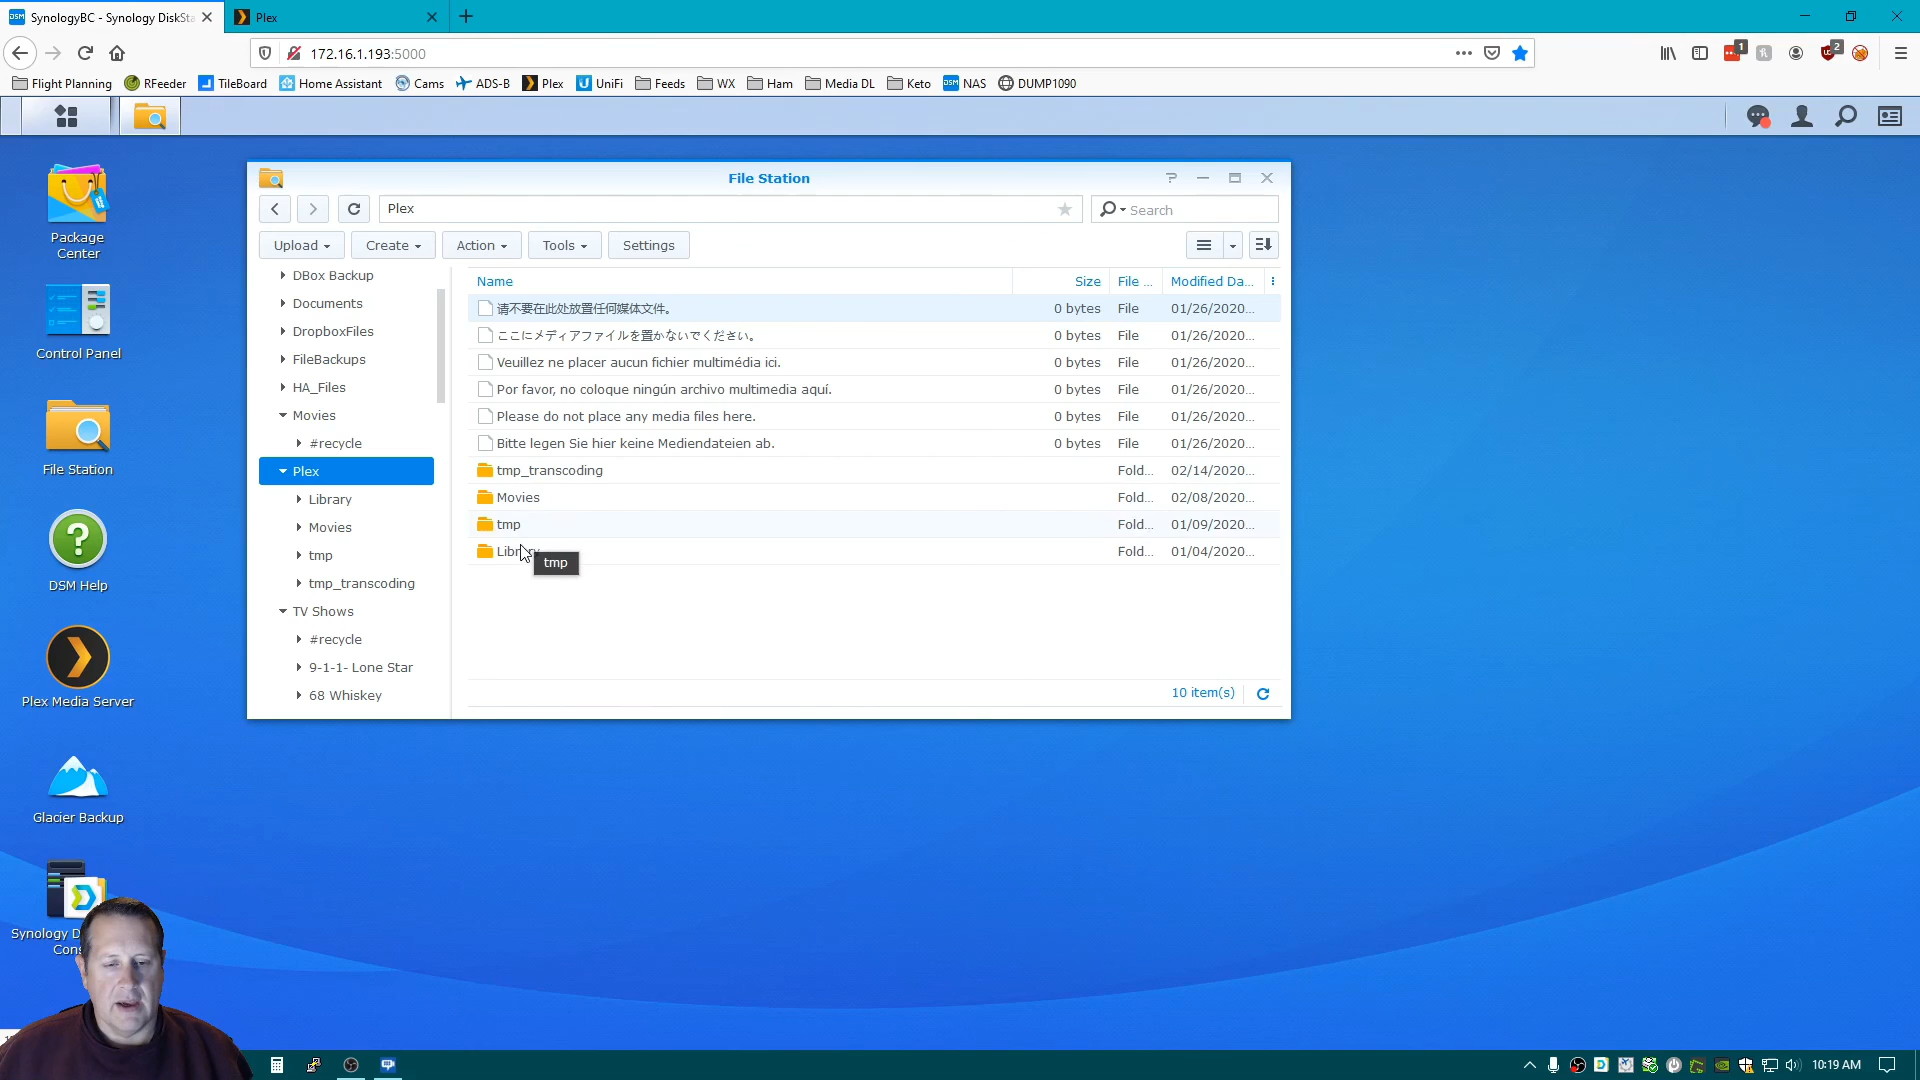 SynologyBC - Synology DiskSta
Plex
172.16.1.193:5000
1
2
Flight Planning
RFeeder
TileBoard
Home Assistant
Cams
ADS-B
Plex
UniFi
Feeds
WX
Ham
Media DL
Keto
NAS
DUMP1090
Package
Center
Control Panel
File Station
DSM Help
Plex Media Server
Glacier Backup
Synology D
Cons
File Station
Plex
Search
Upload
Create
Action
Tools
Settings
DBox Backup
Documents
DropboxFiles
FileBackups
HA_Files
Movies
#recycle
Plex
Library
Movies
tmp
tmp_transcoding
TV Shows
#recycle
9-1-1- Lone Star
68 Whiskey
Name Size File ... Modified Da...
请不要在此处放置任何媒体文件。 0 bytes File 01/26/2020...
ここにメディアファイルを置かないでください。 0 bytes File 01/26/2020...
Veuillez ne placer aucun fichier multimédia ici. 0 bytes File 01/26/2020...
Por favor, no coloque ningún archivo multimedia aquí. 0 bytes File 01/26/2020...
Please do not place any media files here. 0 bytes File 01/26/2020...
Bitte legen Sie hier keine Mediendateien ab. 0 bytes File 01/26/2020...
tmp_transcoding Fold... 02/14/2020...
Movies Fold... 02/08/2020...
tmp Fold... 01/09/2020...
Library Fold... 01/04/2020...
tmp
10 item(s)
10:19 AM